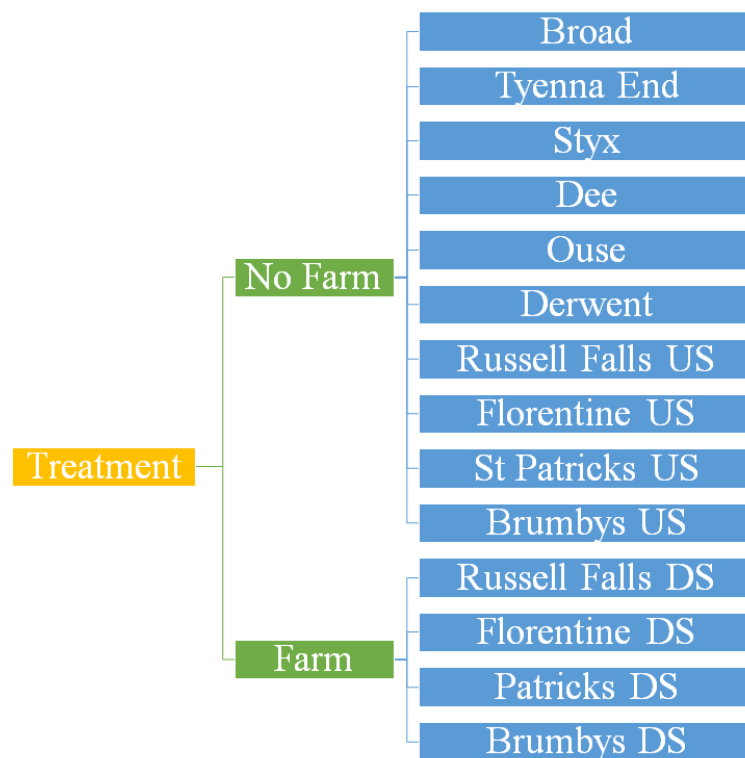 Broad
Tyenna End
Styx
Dee
No Farm
Ouse
Derwent
Russell Falls US
Florentine US
Treatment
St Patricks US
Brumbys US
Russell Falls DS
Farm
Florentine DS
Patricks DS
Brumbys DS